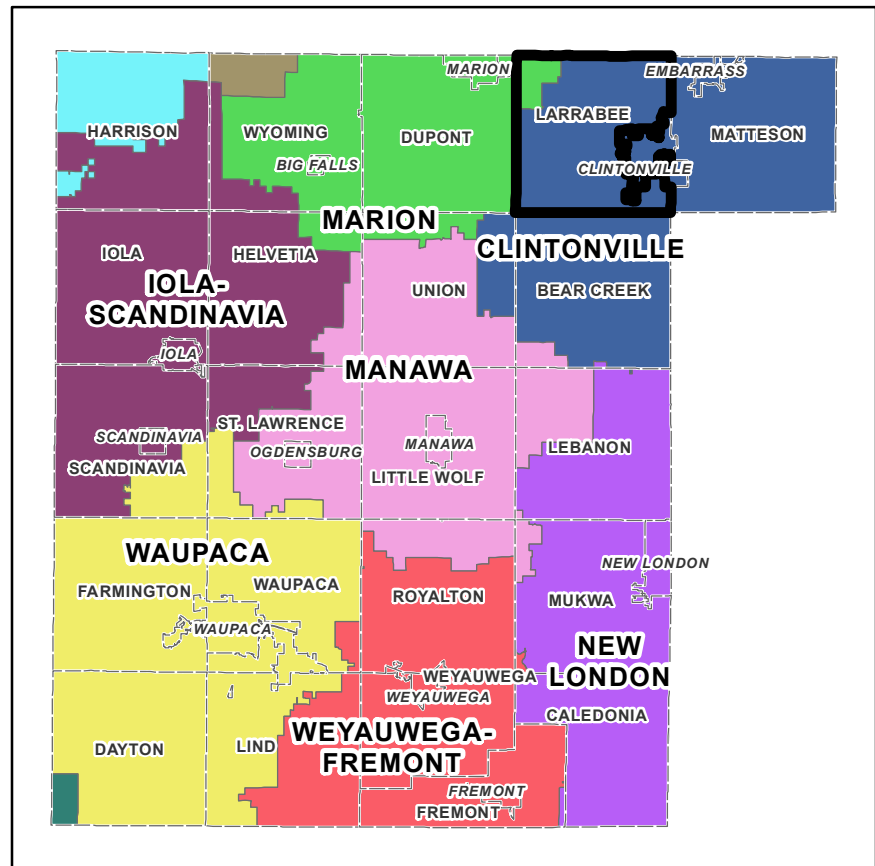 MARION
EMBARRASS
LARRABEE
HARRISON
WYOMING
DUPONT
MATTESON
BIG FALLS
CLINTONVILLE
MARION
IOLA
HELVETIA
CLINTONVILLE
IOLA-
SCANDINAVIA
UNION
BEAR CREEK
IOLA
MANAWA
ST. LAWRENCE
SCANDINAVIA
OGDENSBURG
MANAWA
LEBANON
SCANDINAVIA
LITTLE WOLF
WAUPACA
NEW LONDON
FARMINGTON
WAUPACA
ROYALTON
MUKWA
WAUPACA
NEW
LONDON
WEYAUWEGA
WEYAUWEGA
CALEDONIA
DAYTON
LIND
WEYAUWEGA-
FREMONT
FREMONT
FREMONT